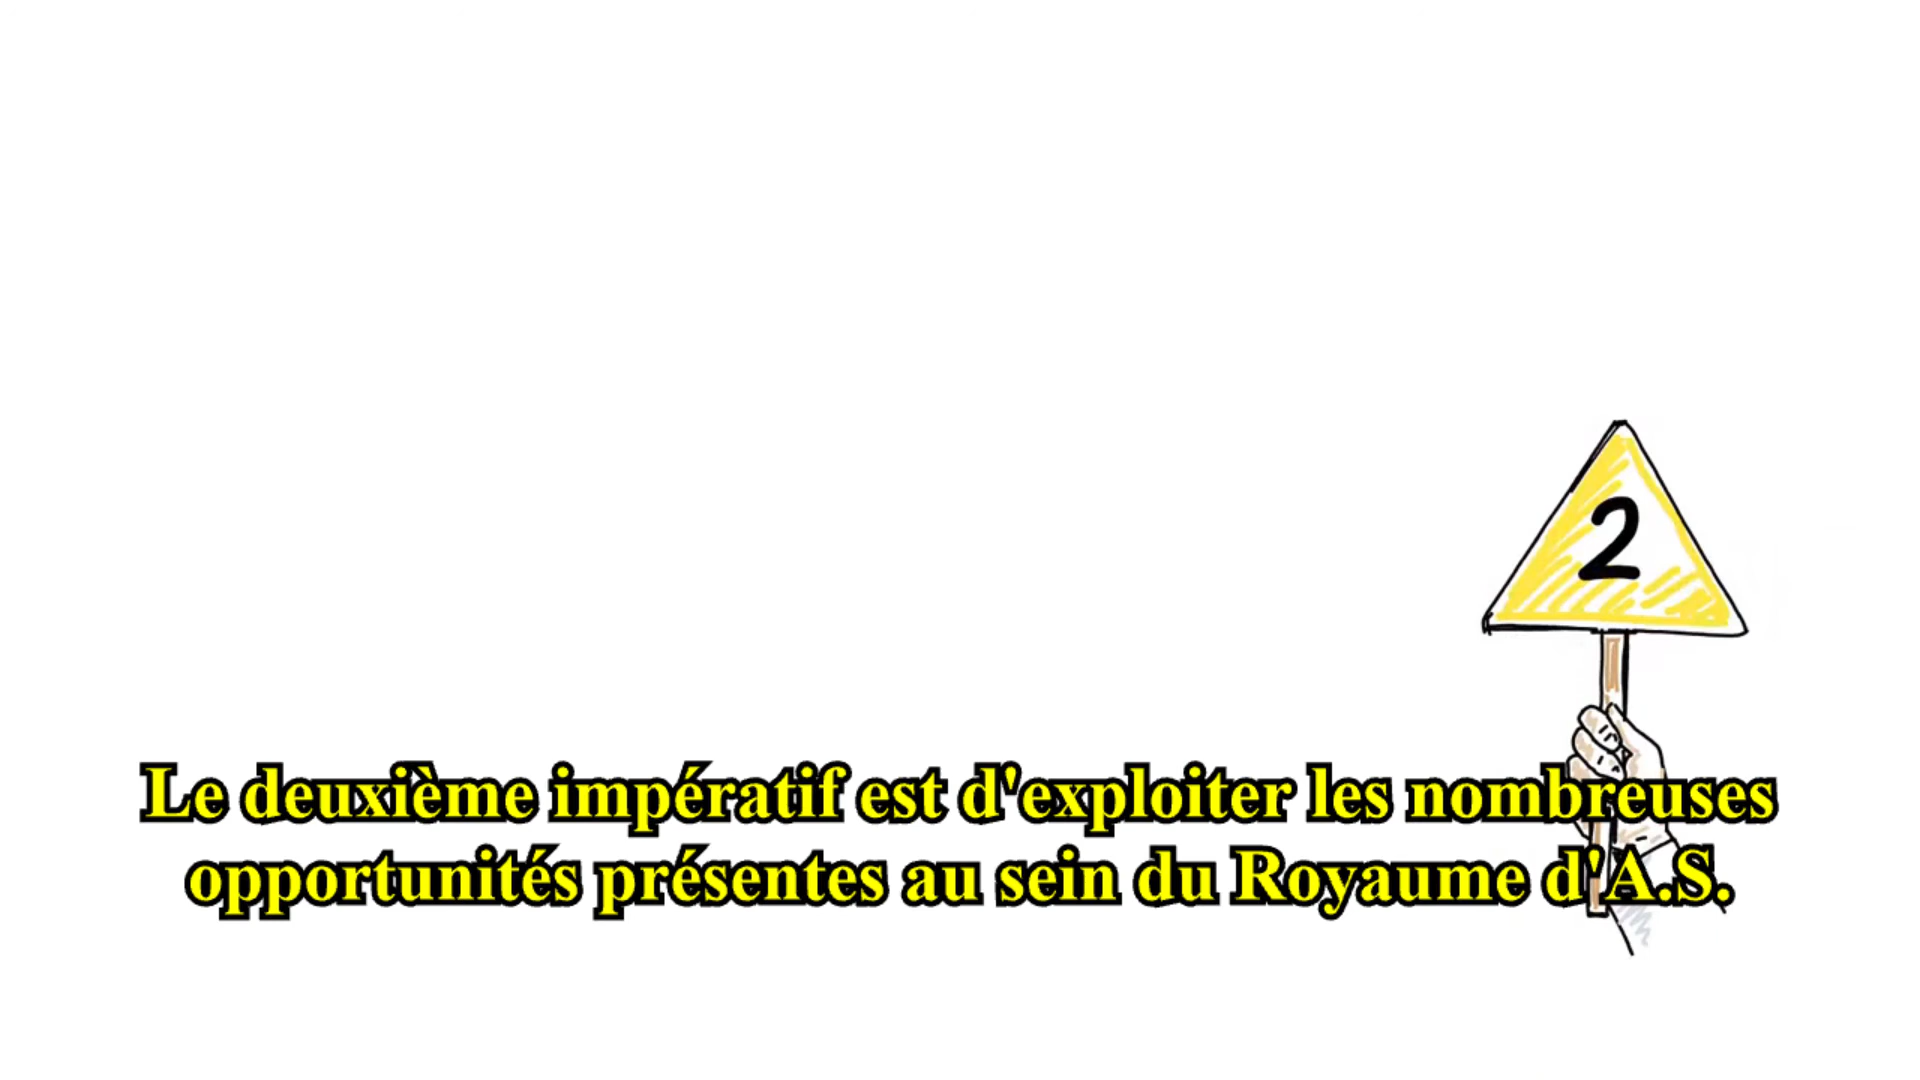 2
Le deuxième impératif est d'exploiter les nombreuses
opportunités présentes au sein du Royaume d'A.S.